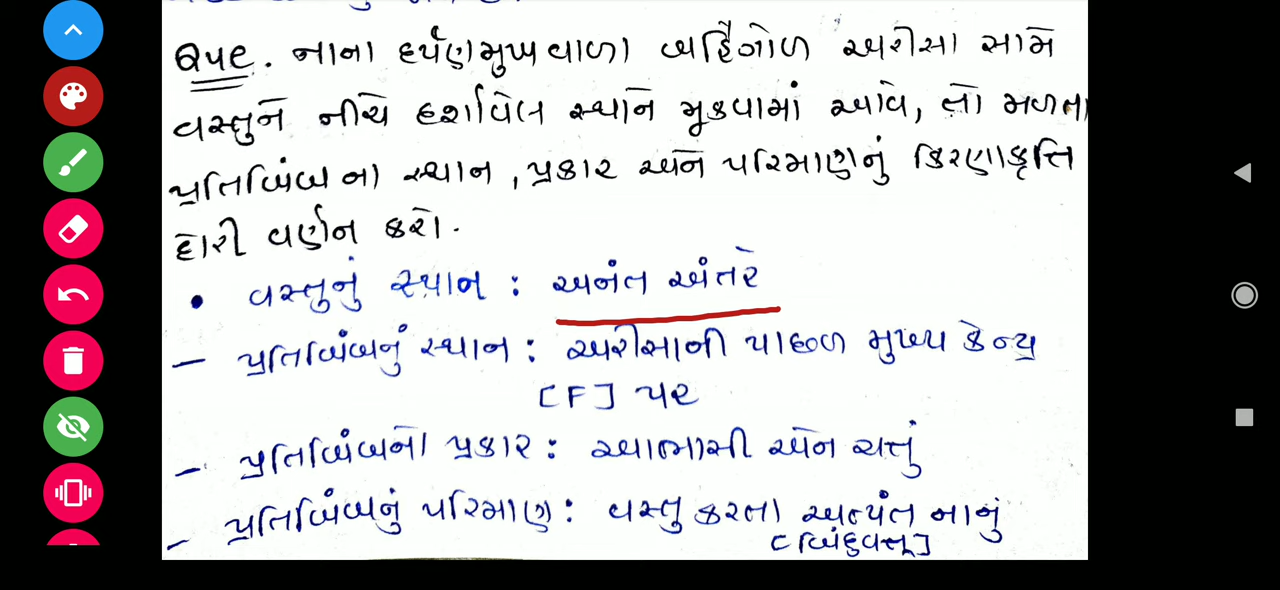 Que. નાના દર્પણમુખવાળા બર્હિગોળ અરીસા સામે
વસ્તુને નીચે દર્શાવેલ સ્થાને મૂકવામાં આવે, તો મળતા
પ્રતિબિંબના સ્થાન, પ્રકાર અને પરિમાણનું કિરણાકૃતિ
દોરી વર્ણન કરો.
• વસ્તુનું સ્થાન : અનંત અંતરે
— પ્રતિબિંબનું સ્થાન : અરીસાની પાછળ મુખ્ય કેન્દ્ર
[F] પર
— પ્રતિબિંબનો પ્રકાર : આભાસી અને ચત્તું
— પ્રતિબિંબનું પરિમાણ : વસ્તુ કરતા અત્યંત નાનું
[બિંદુવત્]